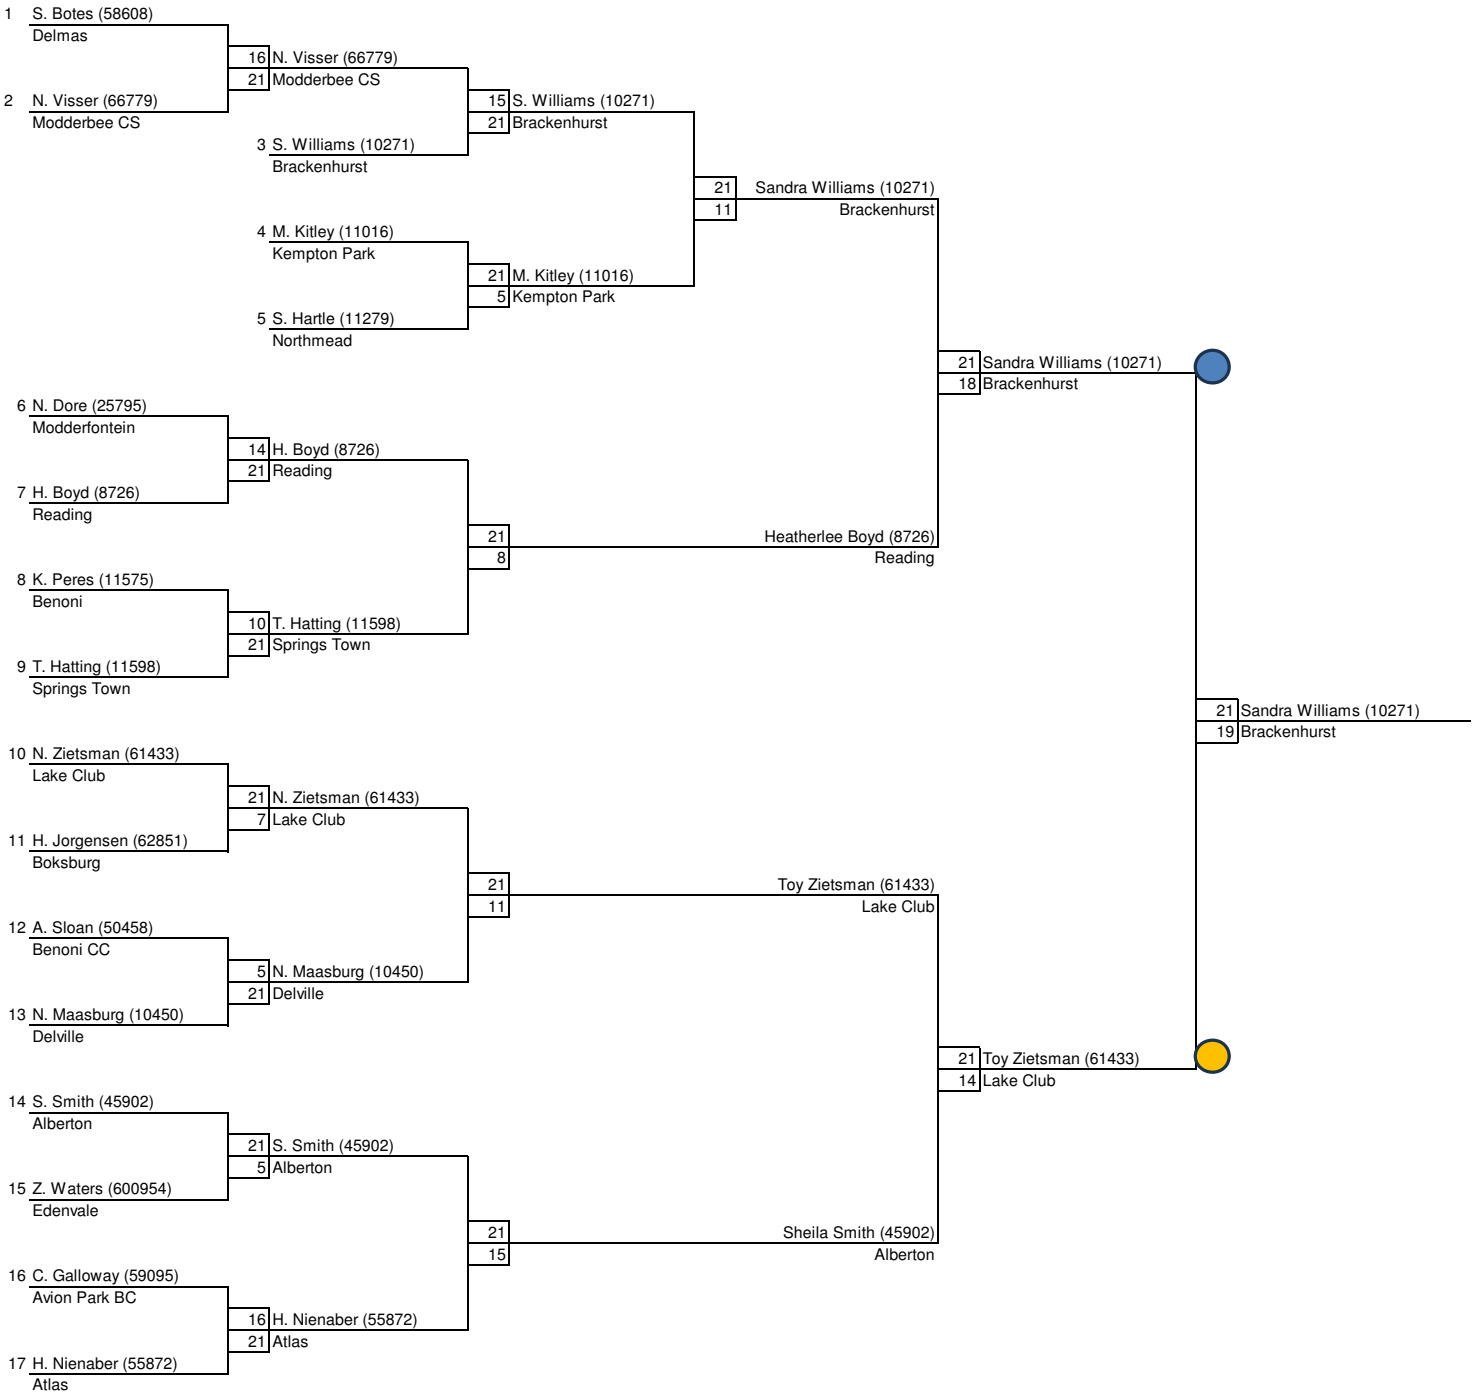 1 S. Botes (58608)
Delmas
16 N. Visser (66779)
21 Modderbee CS
2 N. Visser (66779)
Modderbee CS
15 S. Williams (10271)
21 Brackenhurst
3 S. Williams (10271)
Brackenhurst
21 Sandra Williams (10271)
11 Brackenhurst
4 M. Kitley (11016)
Kempton Park
21 M. Kitley (11016)
5 Kempton Park
5 S. Hartle (11279)
Northmead
21 Sandra Williams (10271)
18 Brackenhurst
6 N. Dore (25795)
Modderfontein
14 H. Boyd (8726)
21 Reading
7 H. Boyd (8726)
Reading
21 Heatherlee Boyd (8726)
8 Reading
8 K. Peres (11575)
Benoni
10 T. Hatting (11598)
21 Springs Town
9 T. Hatting (11598)
Springs Town
21 Sandra Williams (10271)
19 Brackenhurst
10 N. Zietsman (61433)
Lake Club
21 N. Zietsman (61433)
7 Lake Club
11 H. Jorgensen (62851)
Boksburg
21 Toy Zietsman (61433)
11 Lake Club
12 A. Sloan (50458)
Benoni CC
5 N. Maasburg (10450)
21 Delville
13 N. Maasburg (10450)
Delville
21 Toy Zietsman (61433)
14 Lake Club
14 S. Smith (45902)
Alberton
21 S. Smith (45902)
5 Alberton
15 Z. Waters (600954)
Edenvale
21 Sheila Smith (45902)
15 Alberton
16 C. Galloway (59095)
Avion Park BC
16 H. Nienaber (55872)
21 Atlas
17 H. Nienaber (55872)
Atlas